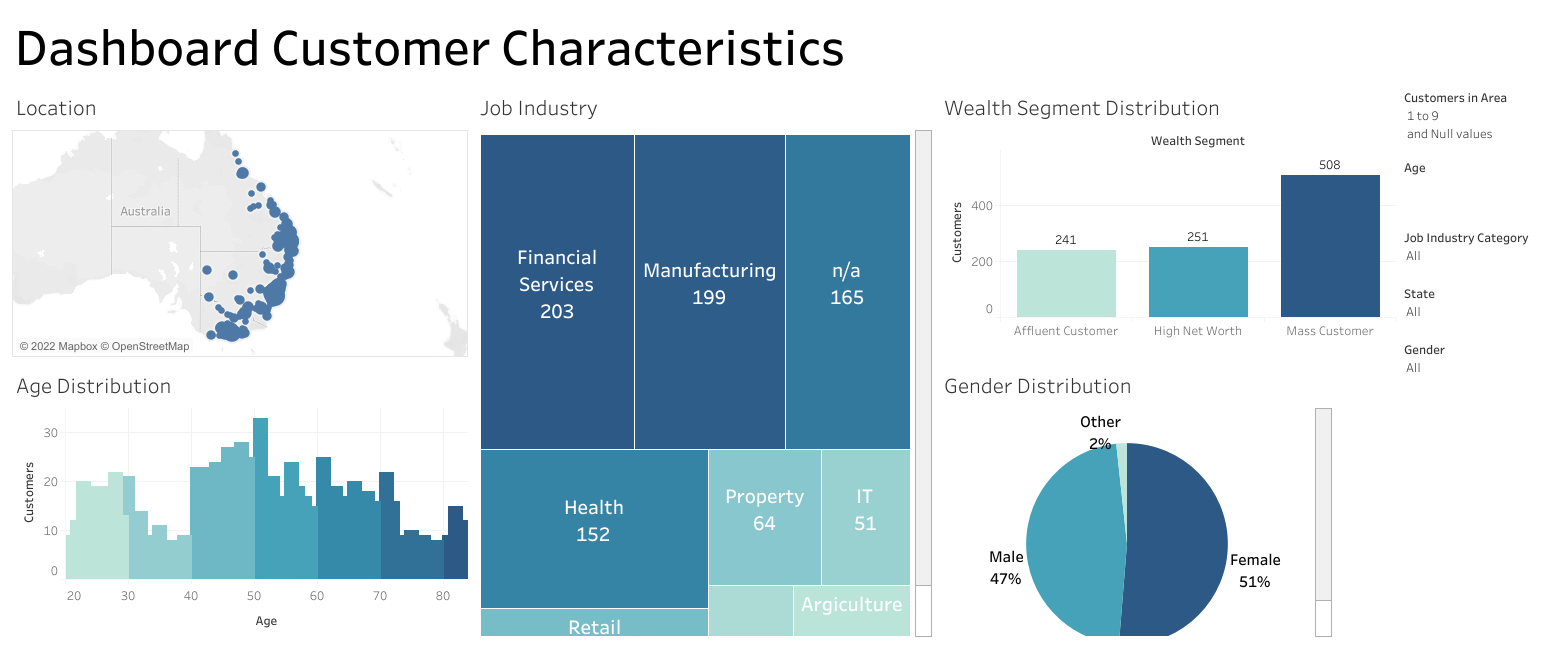 Dashboard Customer Characteristics
Location
Australia
© 2022 Mapbox © OpenStreetMap
Age Distribution
Customers
30
20
10
0
20 30 40 50 60 70 80
Age
Job Industry
Financial
Services
203
Manufacturing
199
n/a
165
Health
152
Property
64
IT
51
Argiculture
Retail
Wealth Segment Distribution
Wealth Segment
Customers
400
200
0
241
251
508
Affluent Customer
High Net Worth
Mass Customer
Gender Distribution
Other
2%
Male
47%
Female
51%
Customers in Area
1 to 9
and Null values
Age
Job Industry Category
All
State
All
Gender
All